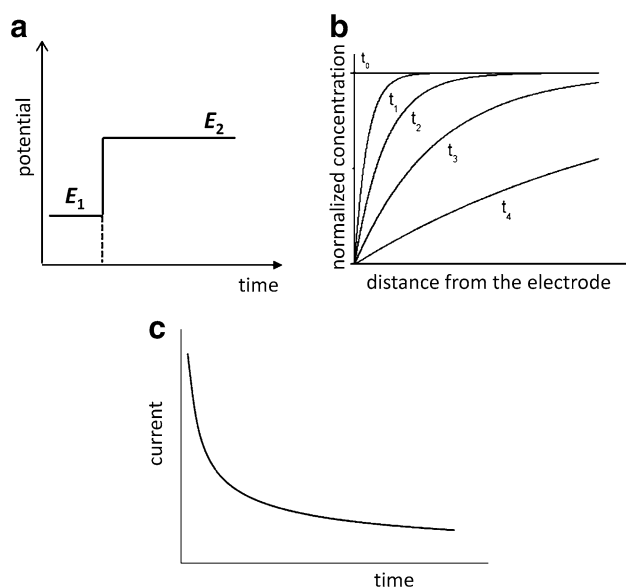 a
potential
E1
E2
time
b
normalized concentration
t0
t1
t2
t3
t4
distance from the electrode
c
current
time